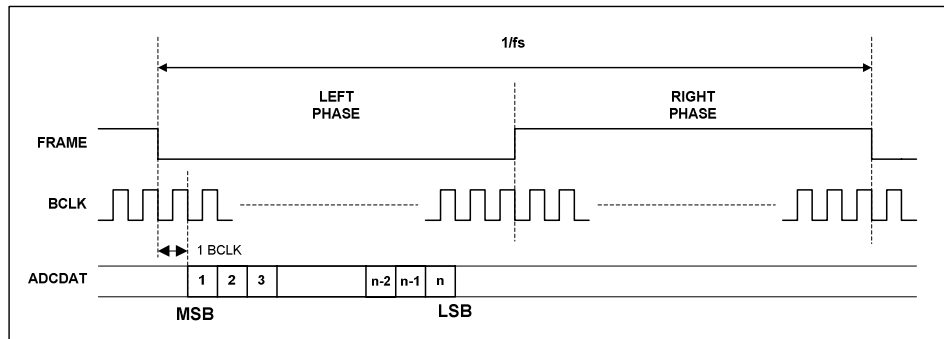 1/fs
LEFT
PHASE
RIGHT
PHASE
FRAME
BCLK
1 BCLK
ADCDAT
1
2
3
n-2
n-1
n
MSB
LSB